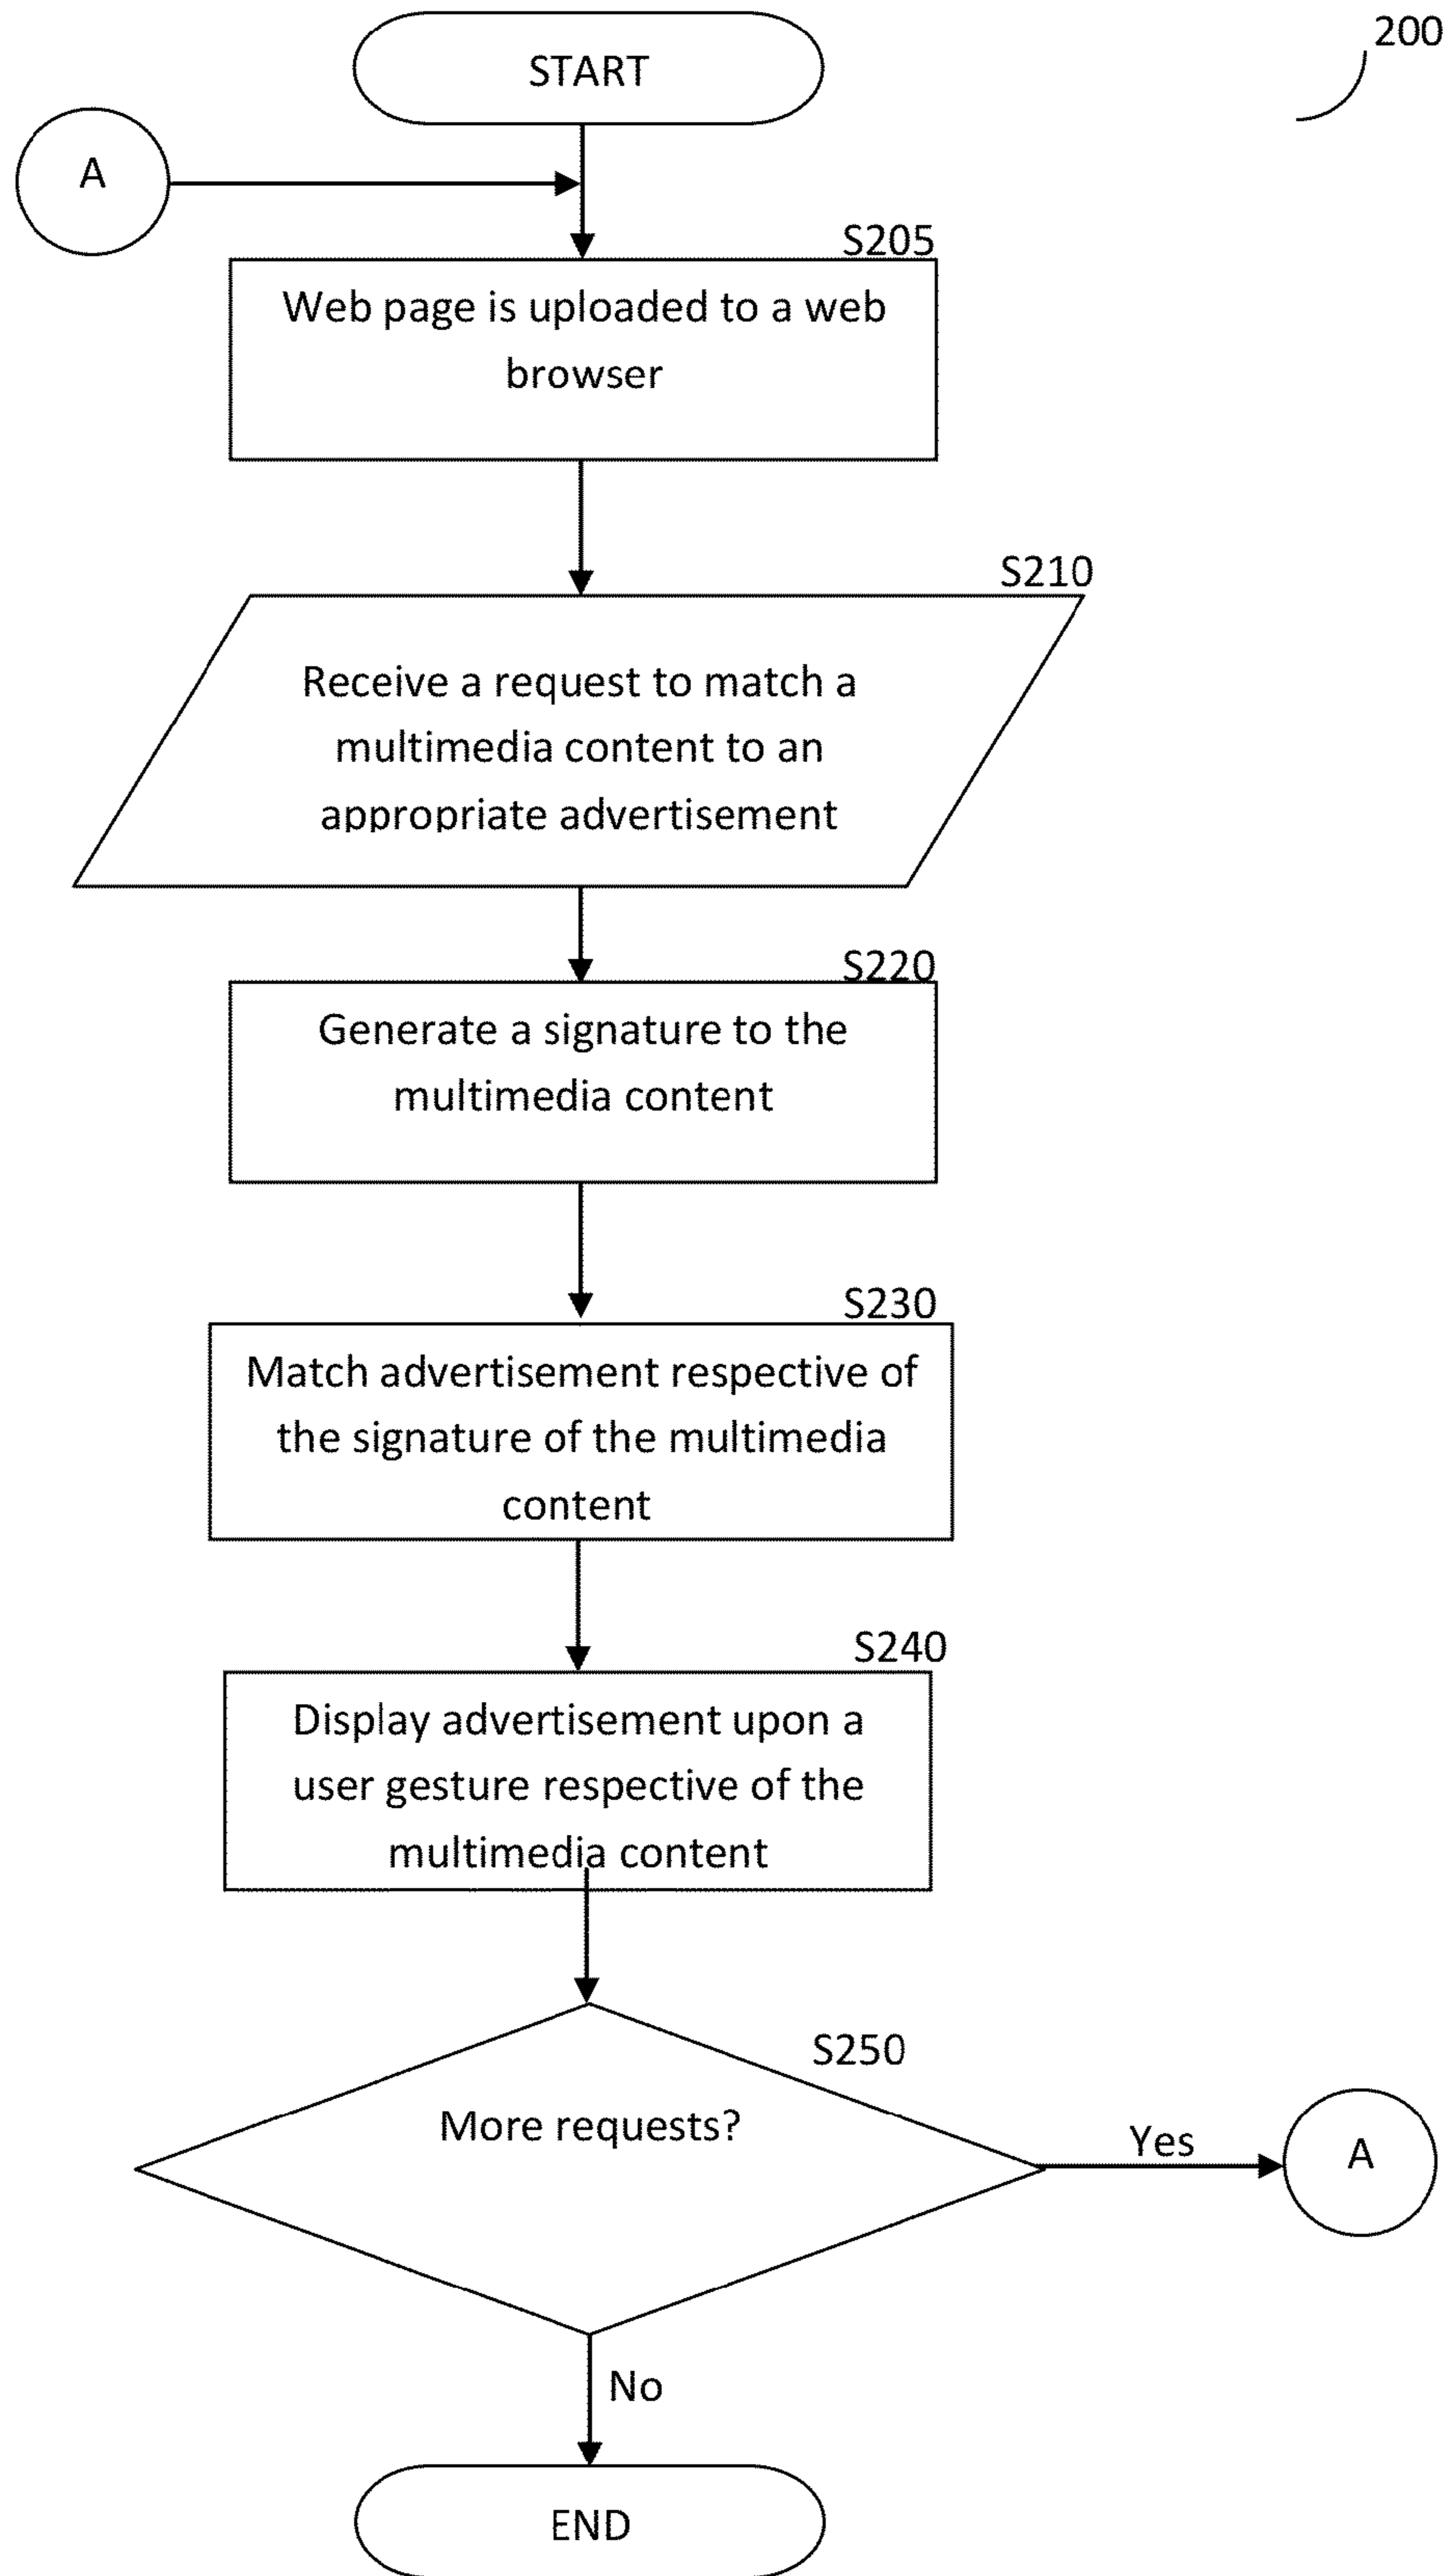 START
200
A
S205
Web page is uploaded to a web
browser
S210
Receive a request to match a
multimedia content to an
appropriate advertisement
S220
Generate a signature to the
multimedia content
S230
Match advertisement respective of
the signature of the multimedia
content
S240
Display advertisement upon a
user gesture respective of the
multimedia content
S250
More requests?
Yes
A
No
END